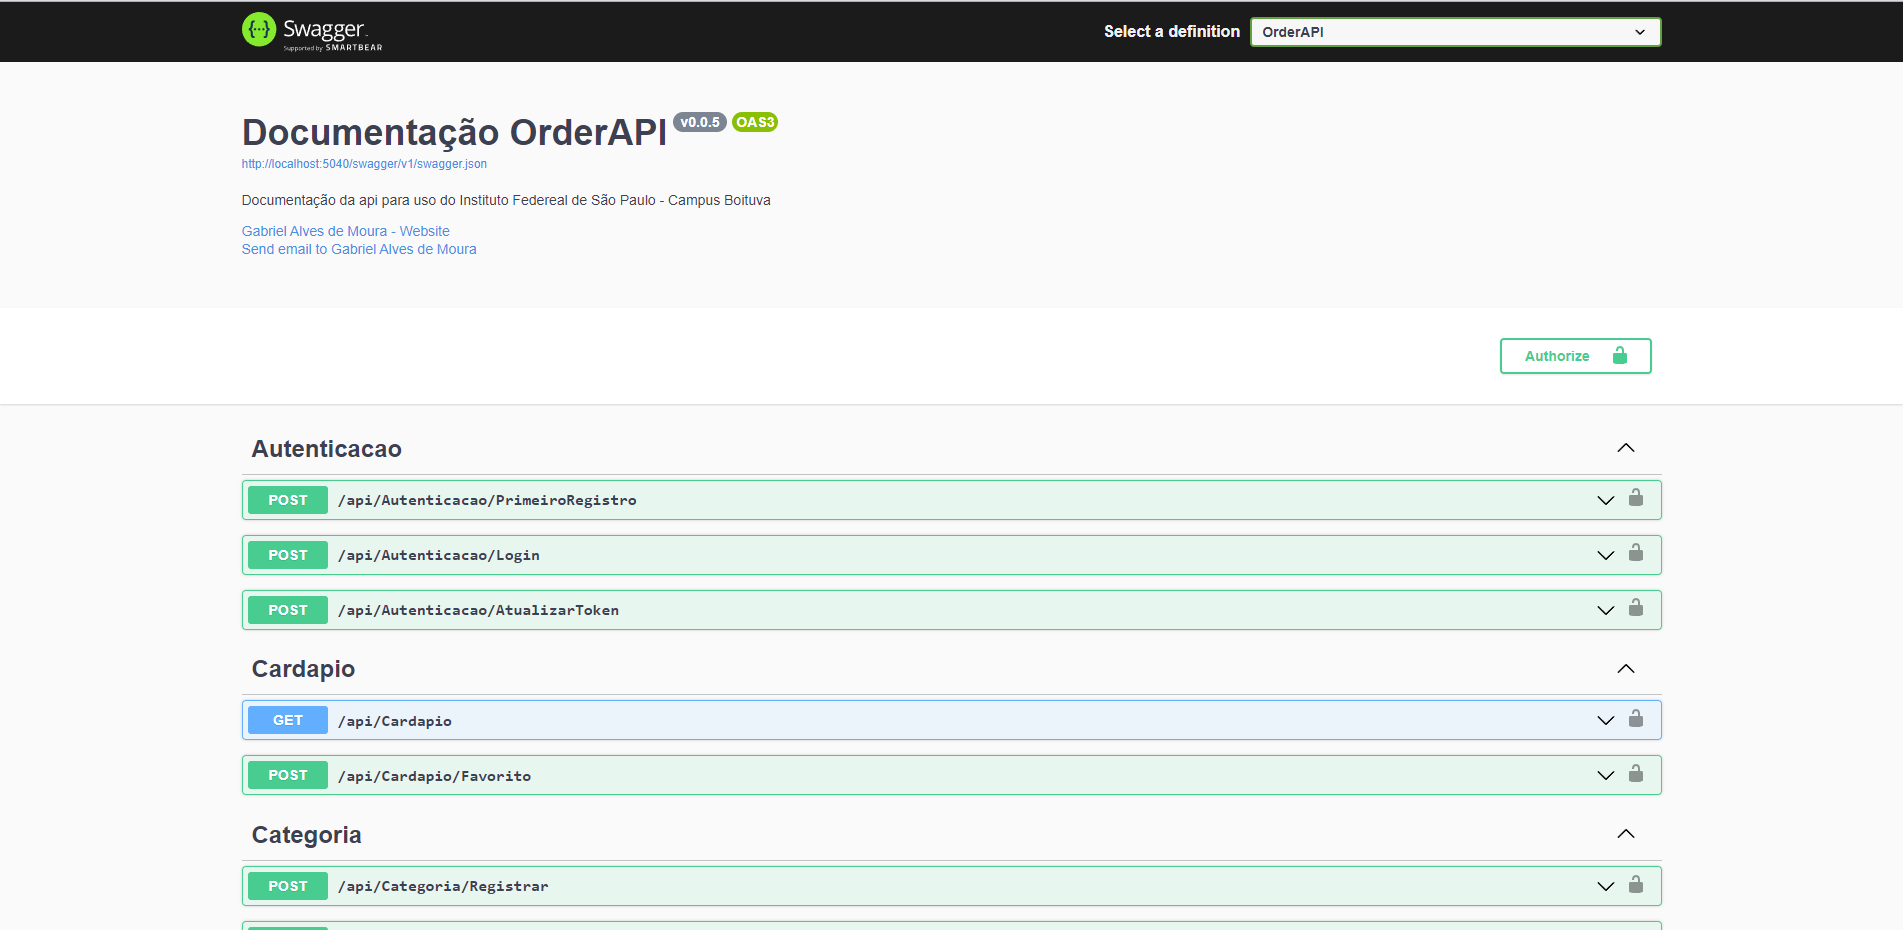 Swagger
Supported by SMARTBEAR
Select a definition
OrderAPI
Documentação OrderAPI v0.0.5 OAS3
http://localhost:5040/swagger/v1/swagger.json
Documentação da api para uso do Instituto Federeal de São Paulo - Campus Boituva
Gabriel Alves de Moura - Website
Send email to Gabriel Alves de Moura
Authorize
Autenticacao
POST /api/Autenticacao/PrimeiroRegistro
POST /api/Autenticacao/Login
POST /api/Autenticacao/AtualizarToken
Cardapio
GET /api/Cardapio
POST /api/Cardapio/Favorito
Categoria
POST /api/Categoria/Registrar